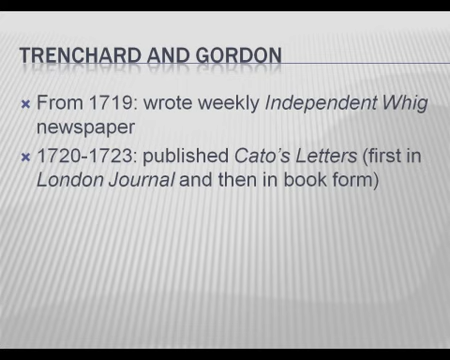 TRENCHARD AND GORDON
From 1719: wrote weekly Independent Whig
newspaper
1720-1723: published Cato's Letters (first in
London Journal and then in book form)